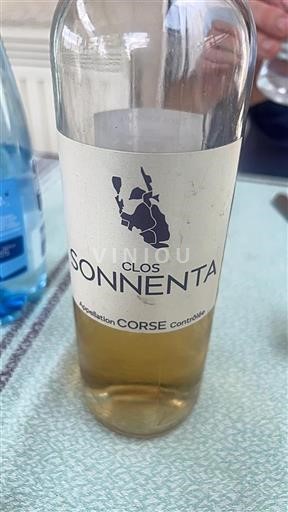 CLOS
SONNENTA
VINIOU
Appellation CORSE Contrôlée